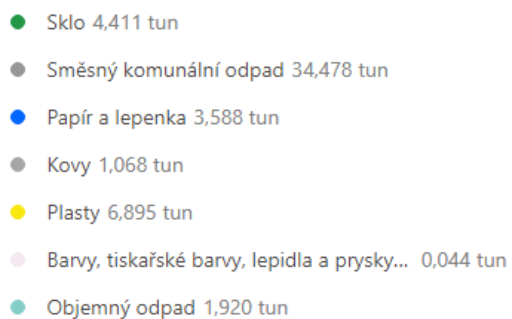 Sklo 4,411 tun
Směsný komunální odpad 34,478 tun
Papír a lepenka 3,588 tun
Kovy 1,068 tun
Plasty 6,895 tun
Barvy, tiskařské barvy, lepidla a prysky... 0,044 tun
Objemný odpad 1,920 tun